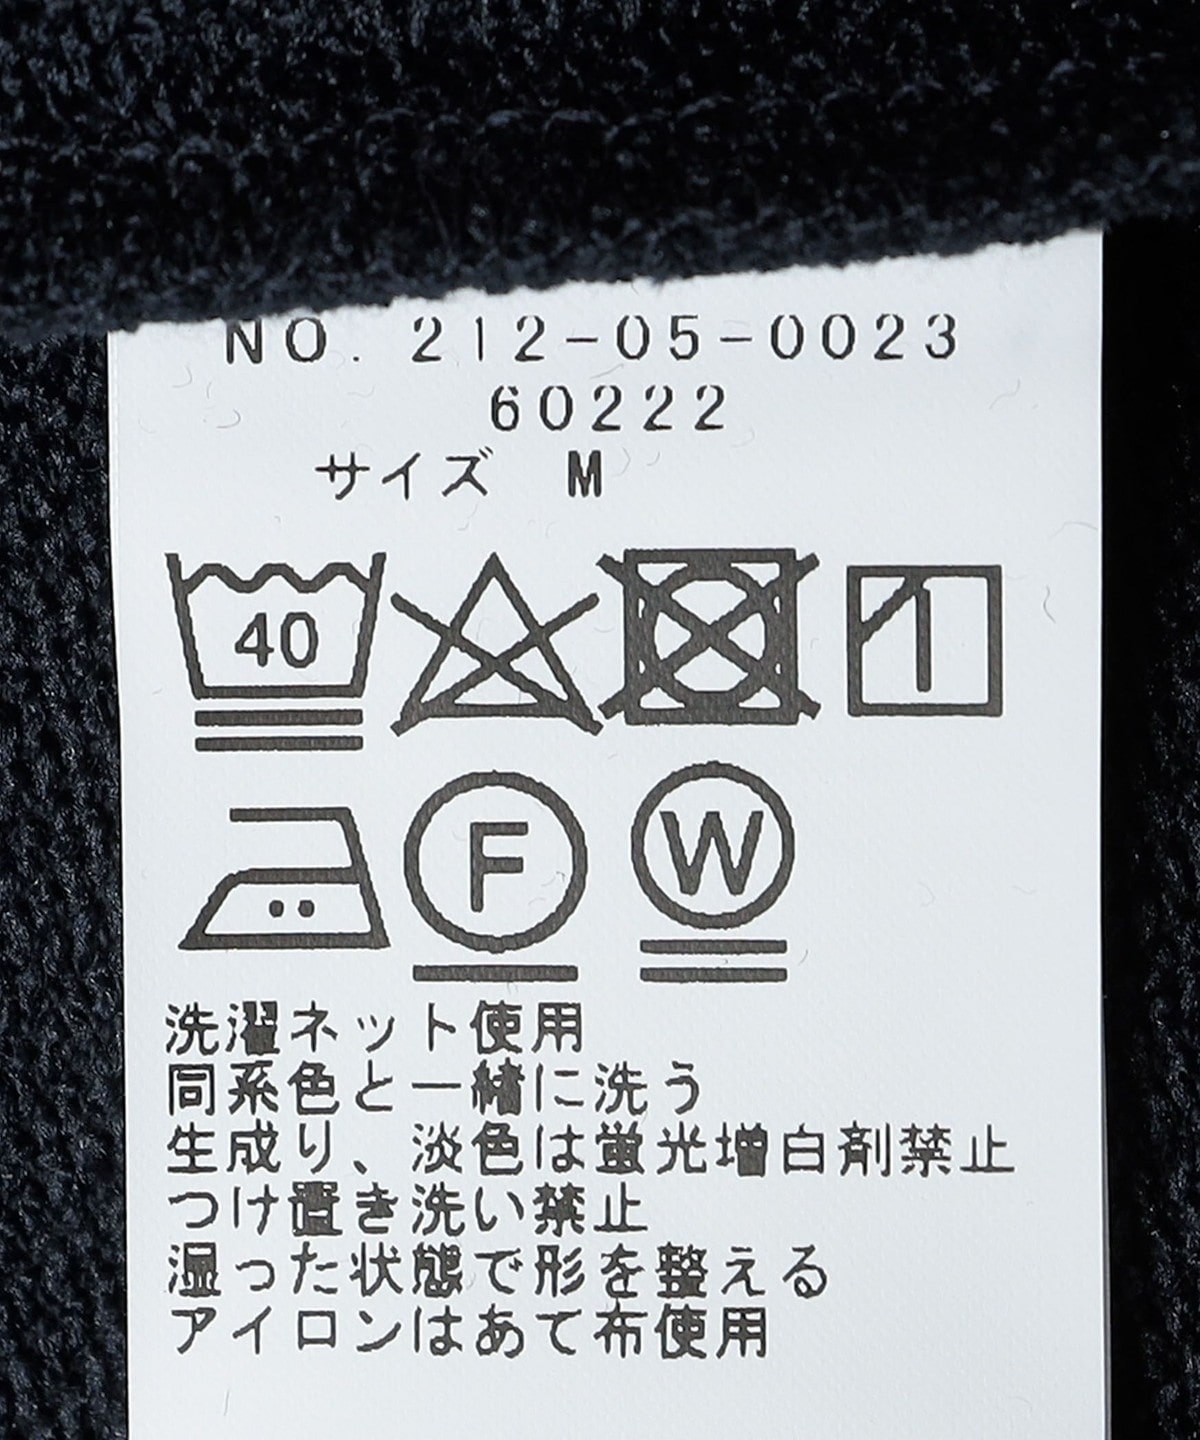 NO. 212-05-0023
60222
サイズ M
40
F
W
洗濯ネット使用
同系色と一緒に洗う
生成り、淡色は蛍光増白剤禁止
つけ置き洗い禁止
湿った状態で形を整える
アイロンはあて布使用